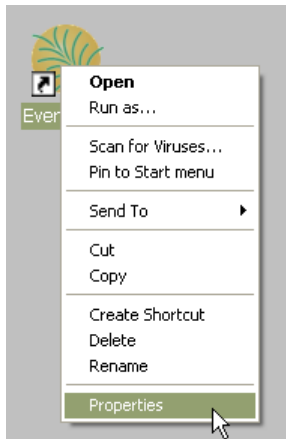 Open
Ever
Run as...
Scan for Viruses...
Pin to Start menu
Send To
Cut
Copy
Create Shortcut
Delete
Rename
Properties